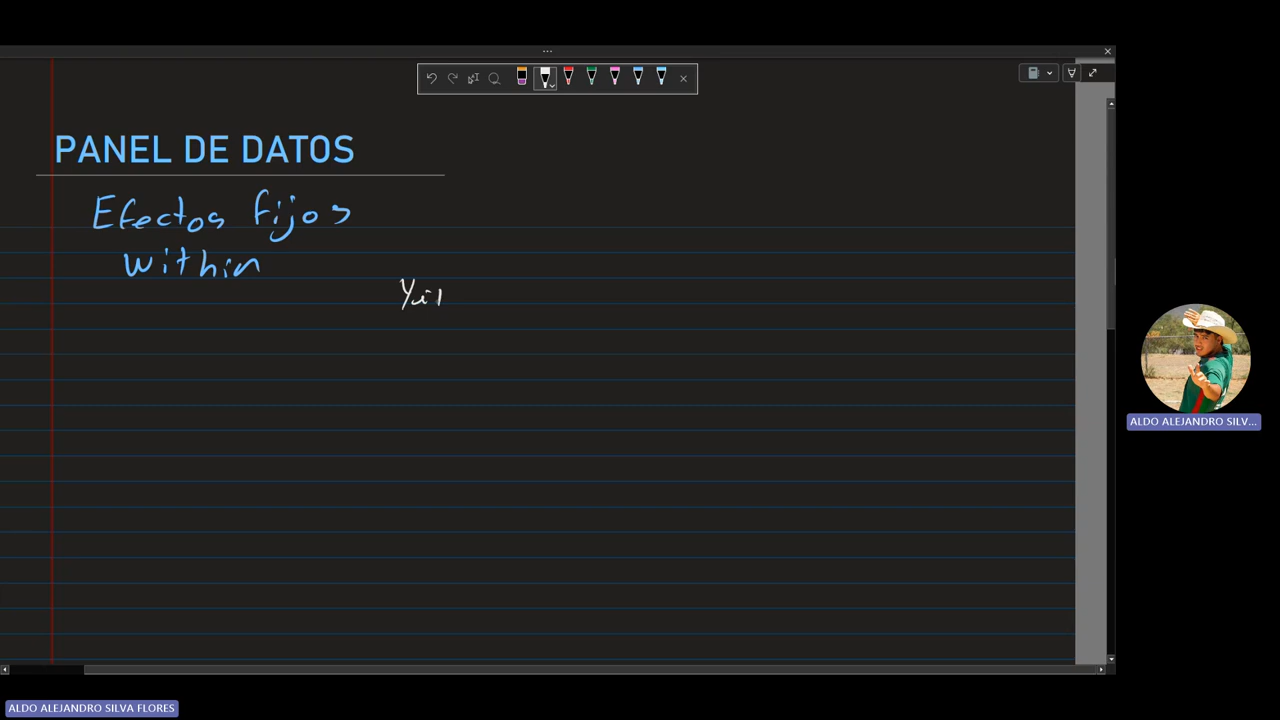 PANEL DE DATOS
Efectos fijos
within
Yit
ALDO ALEJANDRO SILV...
ALDO ALEJANDRO SILVA FLORES